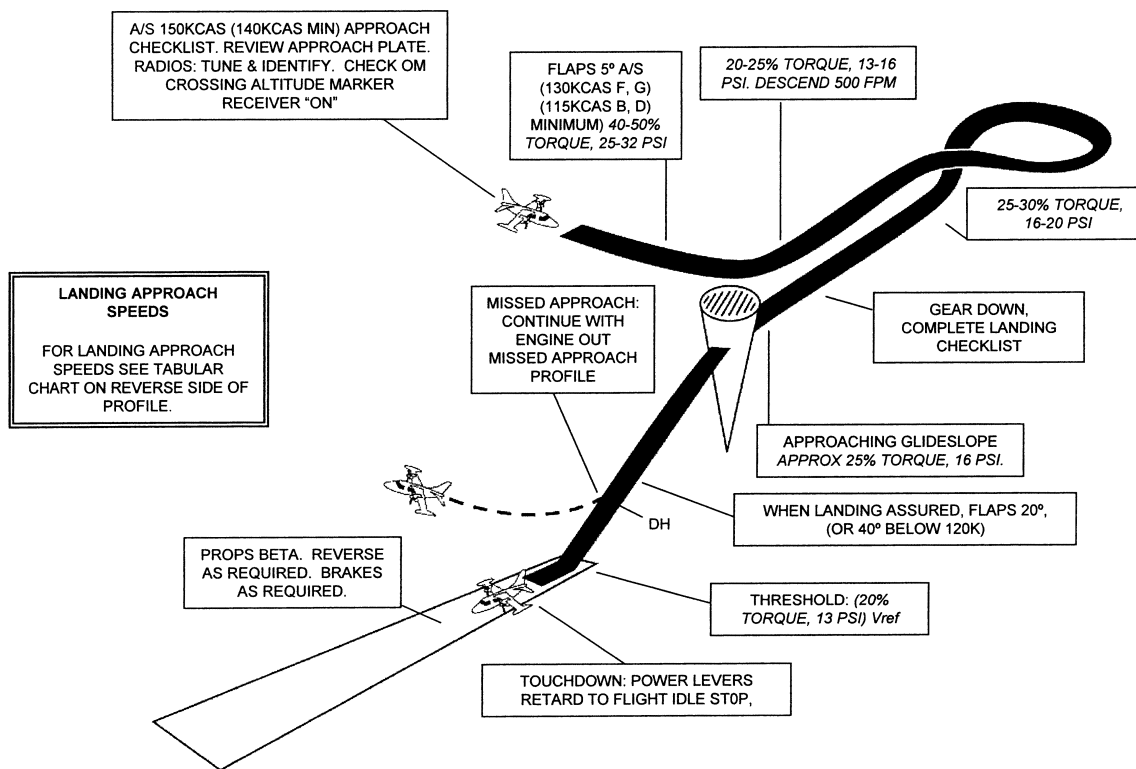 A/S 150KCAS (140KCAS MIN) APPROACH
CHECKLIST. REVIEW APPROACH PLATE.
RADIOS: TUNE & IDENTIFY. CHECK OM
CROSSING ALTITUDE MARKER
RECEIVER “ON”
FLAPS 5º A/S
(130KCAS F, G)
(115KCAS B, D)
MINIMUM) 40-50%
TORQUE, 25-32 PSI
20-25% TORQUE, 13-16
PSI. DESCEND 500 FPM
25-30% TORQUE,
16-20 PSI
LANDING APPROACH
SPEEDS
FOR LANDING APPROACH
SPEEDS SEE TABULAR
CHART ON REVERSE SIDE OF
PROFILE.
MISSED APPROACH:
CONTINUE WITH
ENGINE OUT
MISSED APPROACH
PROFILE
GEAR DOWN,
COMPLETE LANDING
CHECKLIST
APPROACHING GLIDESLOPE
APPROX 25% TORQUE, 16 PSI.
WHEN LANDING ASSURED, FLAPS 20º,
(OR 40º BELOW 120K)
DH
PROPS BETA. REVERSE
AS REQUIRED. BRAKES
AS REQUIRED.
THRESHOLD: (20%
TORQUE, 13 PSI) Vref
TOUCHDOWN: POWER LEVERS
RETARD TO FLIGHT IDLE ST0P,